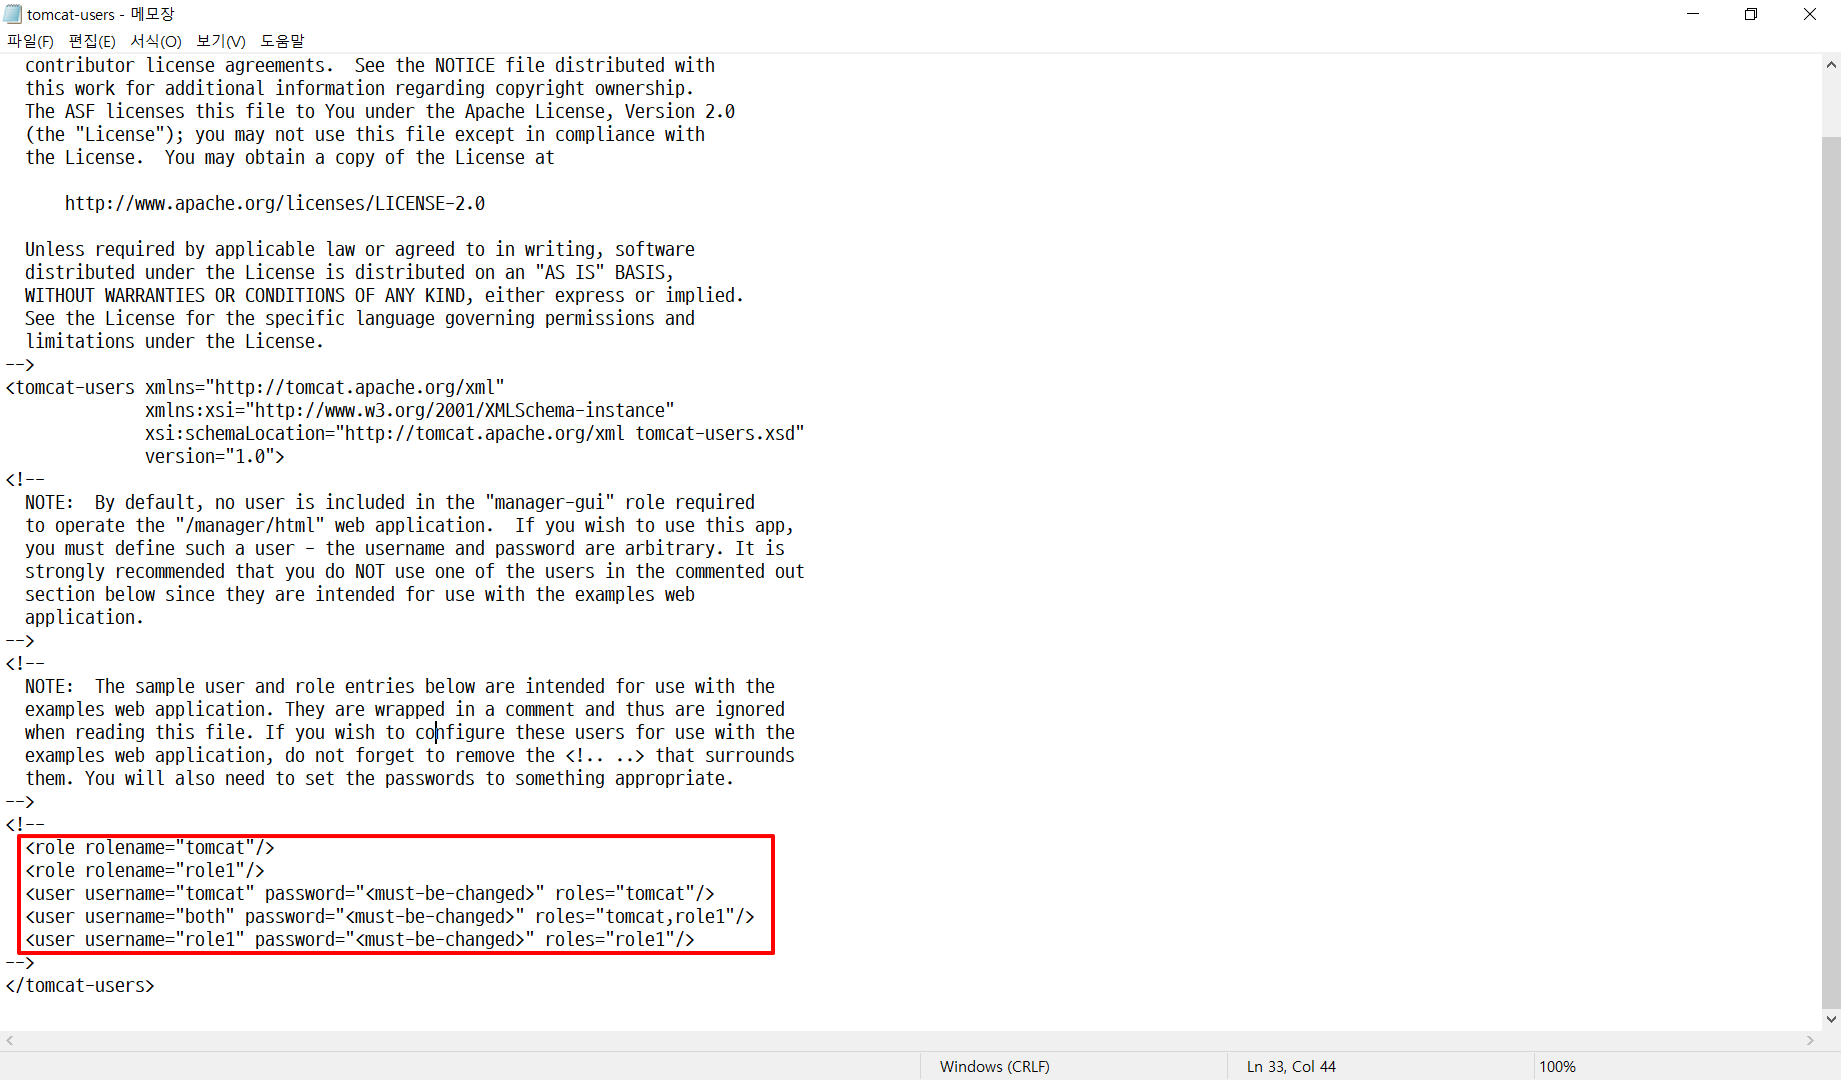 tomcat-users - 메모장
파일(F) 편집(E) 서식(O) 보기(V) 도움말
contributor license agreements.  See the NOTICE file distributed with
this work for additional information regarding copyright ownership.
The ASF licenses this file to You under the Apache License, Version 2.0
(the "License"); you may not use this file except in compliance with
the License.  You may obtain a copy of the License at
http://www.apache.org/licenses/LICENSE-2.0
Unless required by applicable law or agreed to in writing, software
distributed under the License is distributed on an "AS IS" BASIS,
WITHOUT WARRANTIES OR CONDITIONS OF ANY KIND, either express or implied.
See the License for the specific language governing permissions and
limitations under the License.
-->
<tomcat-users xmlns="http://tomcat.apache.org/xml"
xmlns:xsi="http://www.w3.org/2001/XMLSchema-instance"
xsi:schemaLocation="http://tomcat.apache.org/xml tomcat-users.xsd"
version="1.0">
<!--
NOTE:  By default, no user is included in the "manager-gui" role required
to operate the "/manager/html" web application.  If you wish to use this app,
you must define such a user - the username and password are arbitrary. It is
strongly recommended that you do NOT use one of the users in the commented out
section below since they are intended for use with the examples web
application.
-->
<!--
NOTE:  The sample user and role entries below are intended for use with the
examples web application. They are wrapped in a comment and thus are ignored
when reading this file. If you wish to configure these users for use with the
examples web application, do not forget to remove the <!.. ..> that surrounds
them. You will also need to set the passwords to something appropriate.
-->
<!--
<role rolename="tomcat"/>
<role rolename="role1"/>
<user username="tomcat" password="<must-be-changed>" roles="tomcat"/>
<user username="both" password="<must-be-changed>" roles="tomcat,role1"/>
<user username="role1" password="<must-be-changed>" roles="role1"/>
-->
</tomcat-users>
Windows (CRLF) Ln 33, Col 44 100%